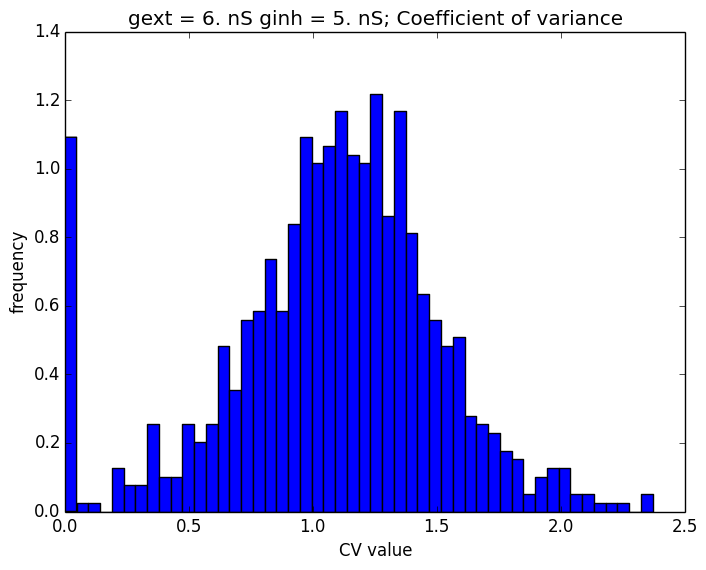 gext = 6. nS ginh = 5. nS; Coefficient of variance
1.4
1.2
1.0
0.8
0.6
0.4
0.2
0.0
frequency
0.0 0.5 1.0 1.5 2.0 2.5
CV value